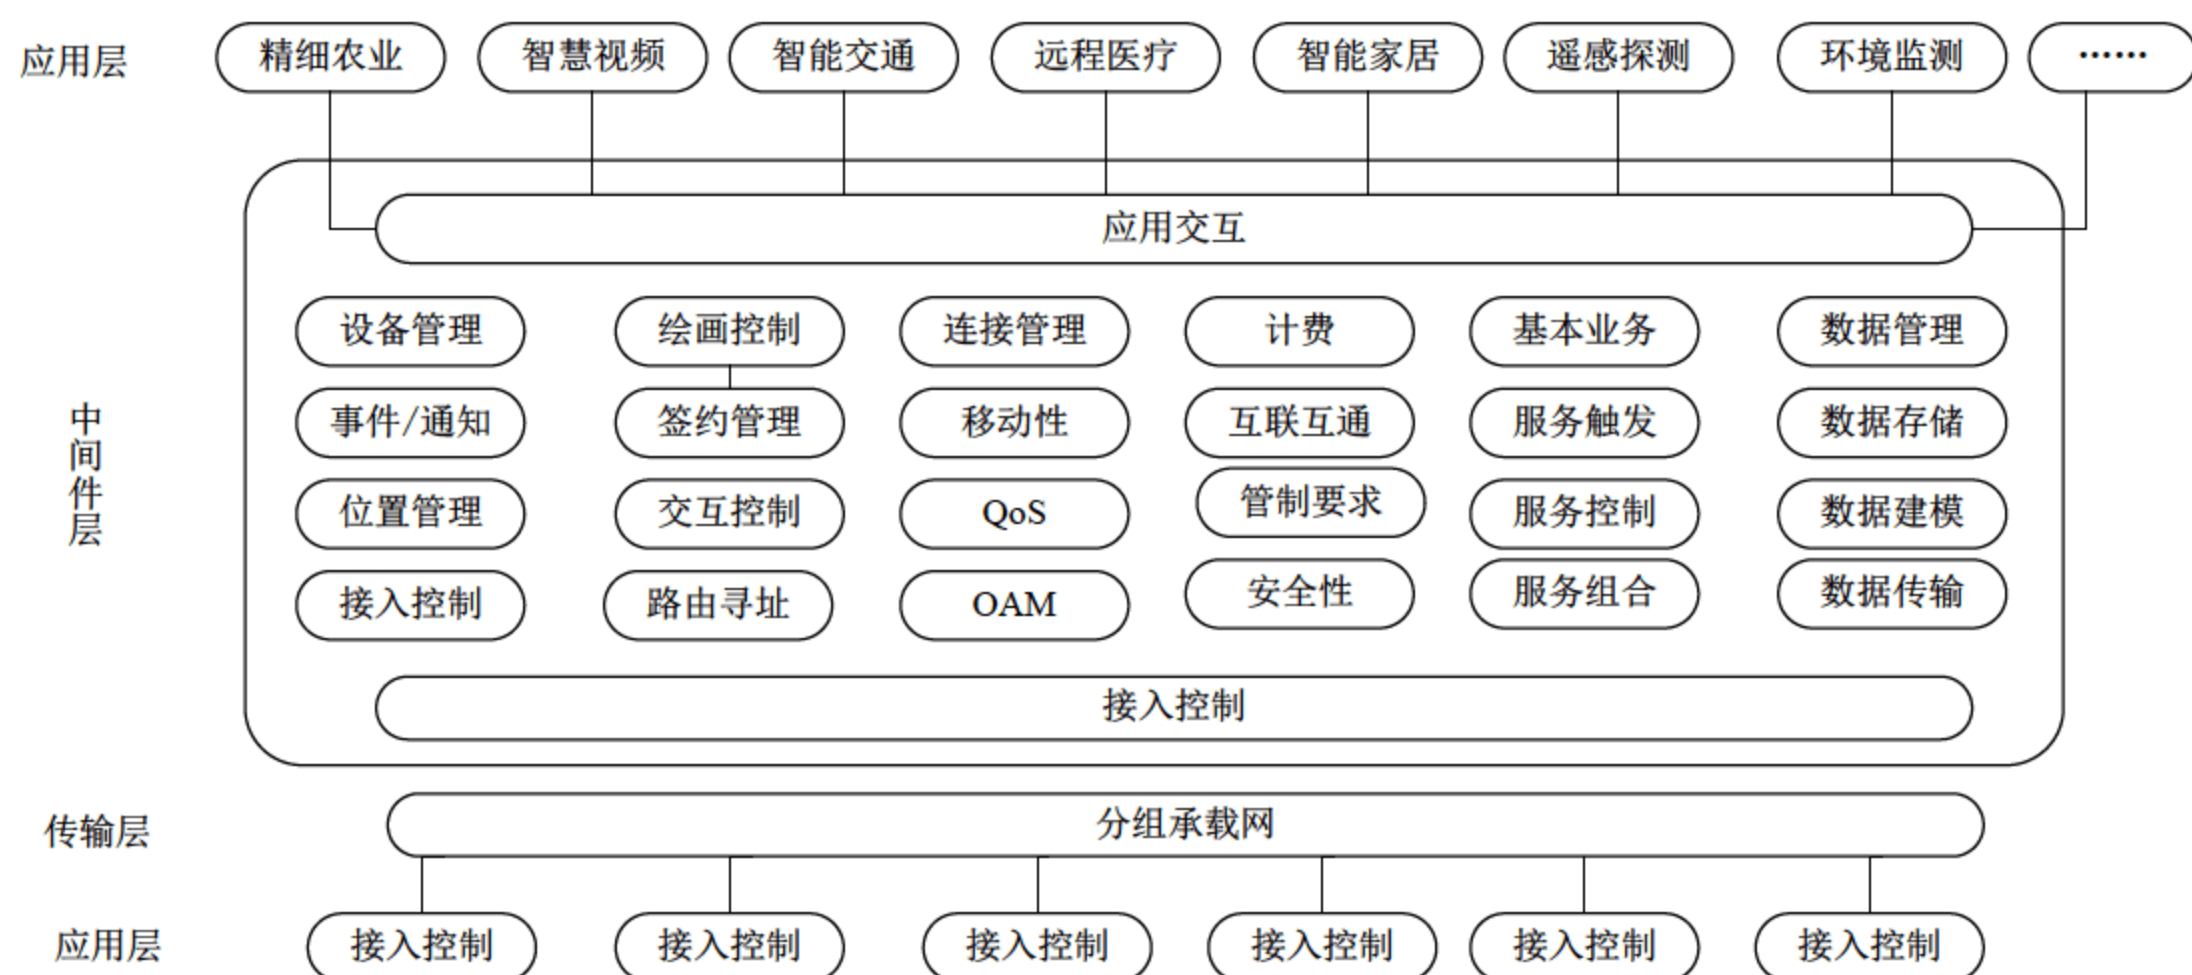 应用层 精细农业 智慧视频 智能交通 远程医疗 智能家居 遥感探测 环境监测 ······
应用交互
设备管理 绘画控制 连接管理 计费 基本业务 数据管理
事件/通知 签约管理 移动性 互联互通 服务触发 数据存储
中间件层
位置管理 交互控制 QoS 管制要求 服务控制 数据建模
接入控制 路由寻址 OAM 安全性 服务组合 数据传输
接入控制
传输层 分组承载网
应用层 接入控制 接入控制 接入控制 接入控制 接入控制 接入控制